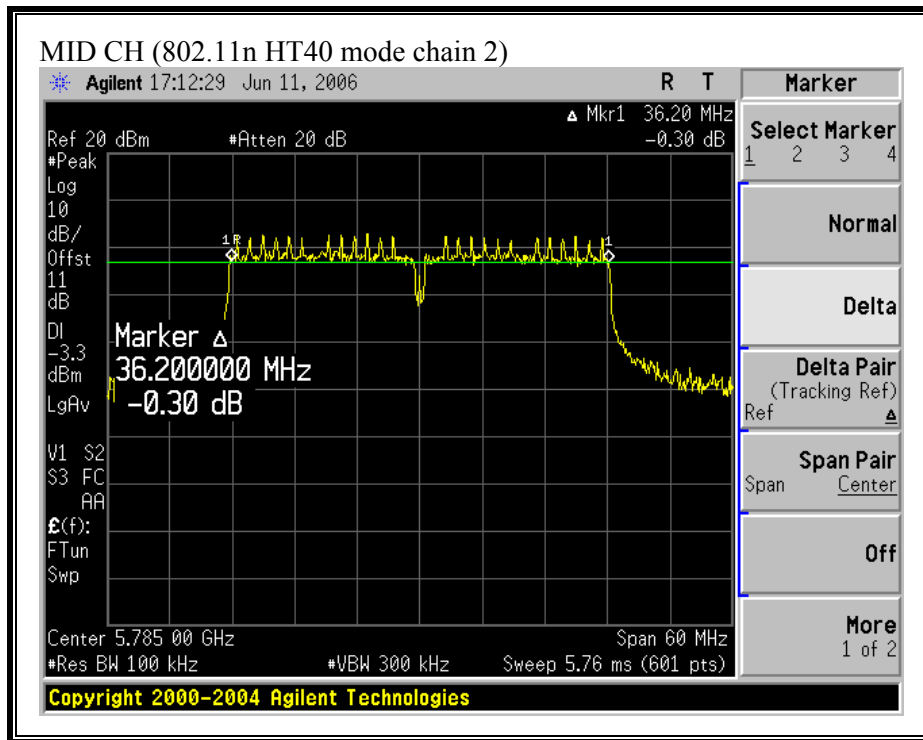 MID CH (802.11n HT40 mode chain 2)
Agilent 17:12:29 Jun 11, 2006 R T
Δ Mkr1 36.20 MHz
Ref 20 dBm #Atten 20 dB -0.30 dB
#Peak
Log
10
dB/
Offst
11
dB
DI
-3.3
dBm
LgAv
V1 S2
S3 FC
AA
£(f):
FTun
Swp
1R
1
Marker Δ
36.200000 MHz
-0.30 dB
Center 5.785 00 GHz Span 60 MHz
#Res BW 100 kHz #VBW 300 kHz Sweep 5.76 ms (601 pts)
Marker
Select Marker
1 2 3 4
Normal
Delta
Delta Pair
(Tracking Ref)
Ref Δ
Span Pair
Span Center
Off
More
1 of 2
Copyright 2000-2004 Agilent Technologies